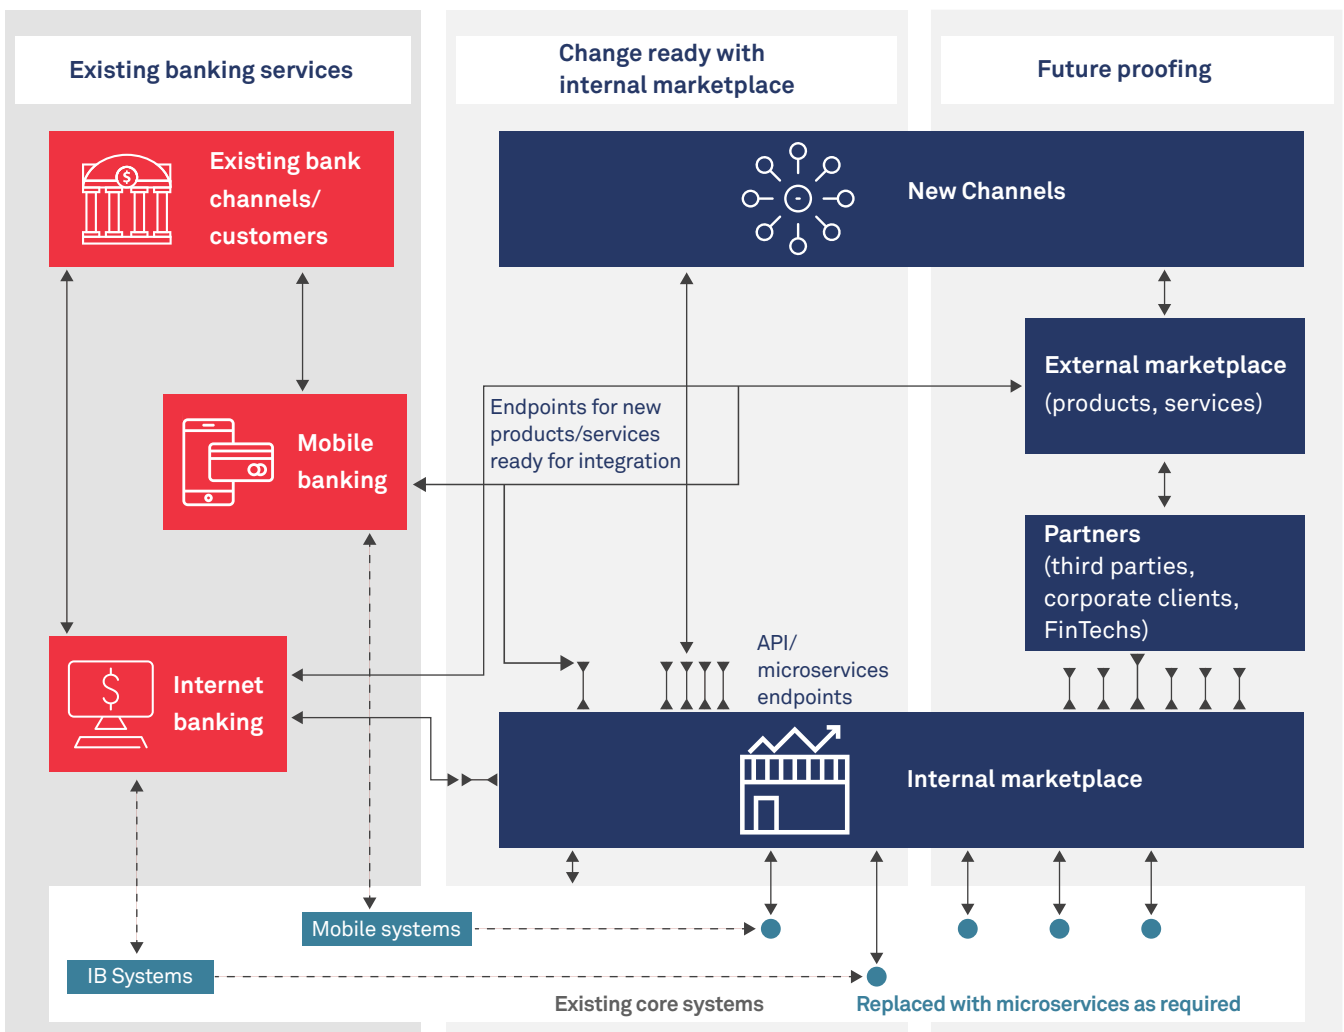 Existing banking services
Change ready with
internal marketplace
Future proofing
Existing bank
channels/
customers
$
New Channels
External marketplace
(products, services)
Endpoints for new
products/services
ready for integration
Mobile
banking
Partners
(third parties,
corporate clients,
FinTechs)
API/
microservices
endpoints
$
Internet
banking
Internal marketplace
Mobile systems
IB Systems
Existing core systems
Replaced with microservices as required